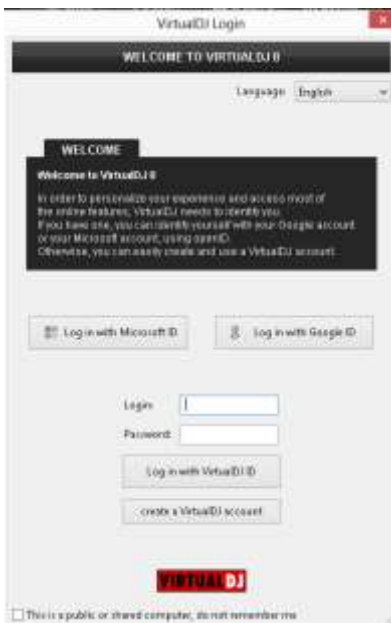 VirtualDJ Login
WELCOME TO VIRTUALDJ 8
Language: English
WELCOME
Welcome to VirtualDJ 8
In order to personalize your experience and access most of
the online features, VirtualDJ needs to identify you.
If you have one, you can identify yourself with your Google account
or your Microsoft account, using openID.
Otherwise, you can easily create and use a VirtualDJ account.
Log in with Microsoft ID
Log in with Google ID
Login:
Password:
Log in with VirtualDJ ID
create a VirtualDJ account
VIRTUAL DJ
This is a public or shared computer, do not remember me